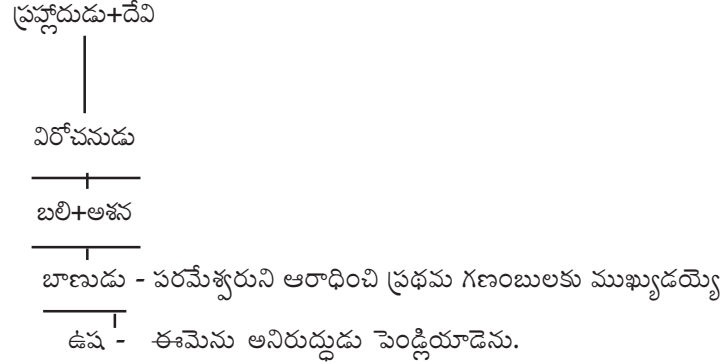 ప్రహ్లాదుడు+దేవి
విరోచనుడు
బలి+అశన
బాణుడు - పరమేశ్వరుని ఆరాధించి ప్రథమ గణంబులకు ముఖ్యుడయ్యె
ఉష - ఈమెను అనిరుద్ధుడు పెండ్లియాడెను.